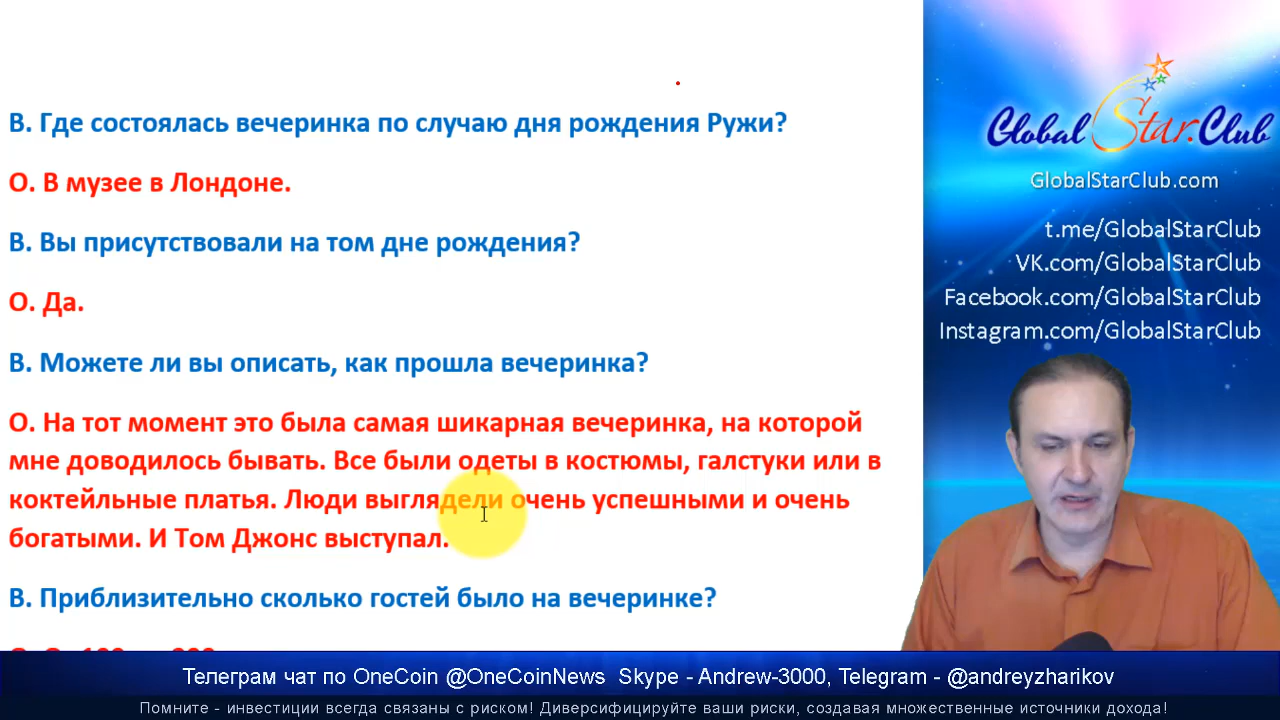 В. Где состоялась вечеринка по случаю дня рождения Ружи?
О. В музее в Лондоне.
В. Вы присутствовали на том дне рождения?
О. Да.
В. Можете ли вы описать, как прошла вечеринка?
О. На тот момент это была самая шикарная вечеринка, на которой
мне доводилось бывать. Все были одеты в костюмы, галстуки или в
коктейльные платья. Люди выглядели очень успешными и очень
богатыми. И Том Джонс выступал.
В. Приблизительно сколько гостей было на вечеринке?
Global Star.Club
GlobalStarClub.com
t.me/GlobalStarClub
VK.com/GlobalStarClub
Facebook.com/GlobalStarClub
Instagram.com/GlobalStarClub
Телеграм чат по OneCoin @OneCoinNews Skype - Andrew-3000, Telegram - @andreyzharikov
Помните - инвестиции всегда связаны с риском! Диверсифицируйте ваши риски, создавая множественные источники дохода!